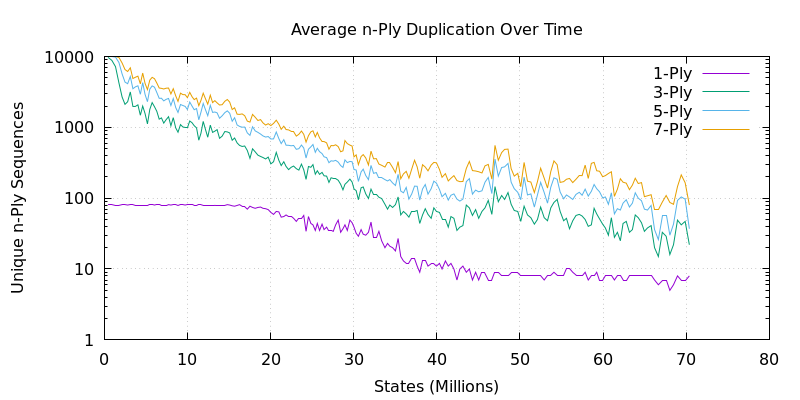 Average n-Ply Duplication Over Time
Unique n-Ply Sequences
10000
1000
100
10
1
1-Ply
3-Ply
5-Ply
7-Ply
0 10 20 30 40 50 60 70 80
States (Millions)